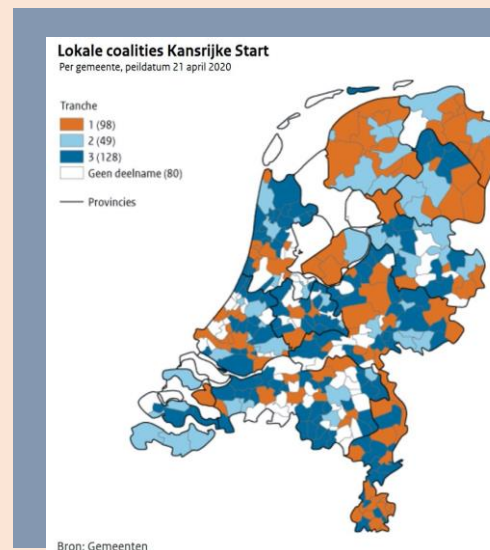 Lokale coalities Kansrijke Start
Per gemeente, peildatum 21 april 2020
Tranche
1 (98)
2 (49)
3 (128)
Geen deelname (80)
Provincies
Bron: Gemeenten